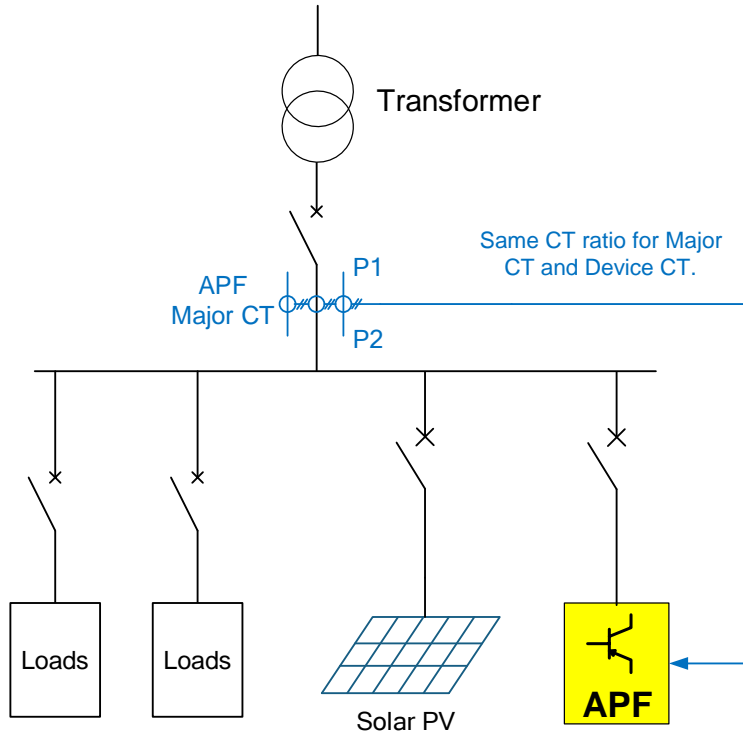 Transformer
Same CT ratio for Major
CT and Device CT.
P1
APF
Major CT
P2
Loads
Loads
Solar PV
APF